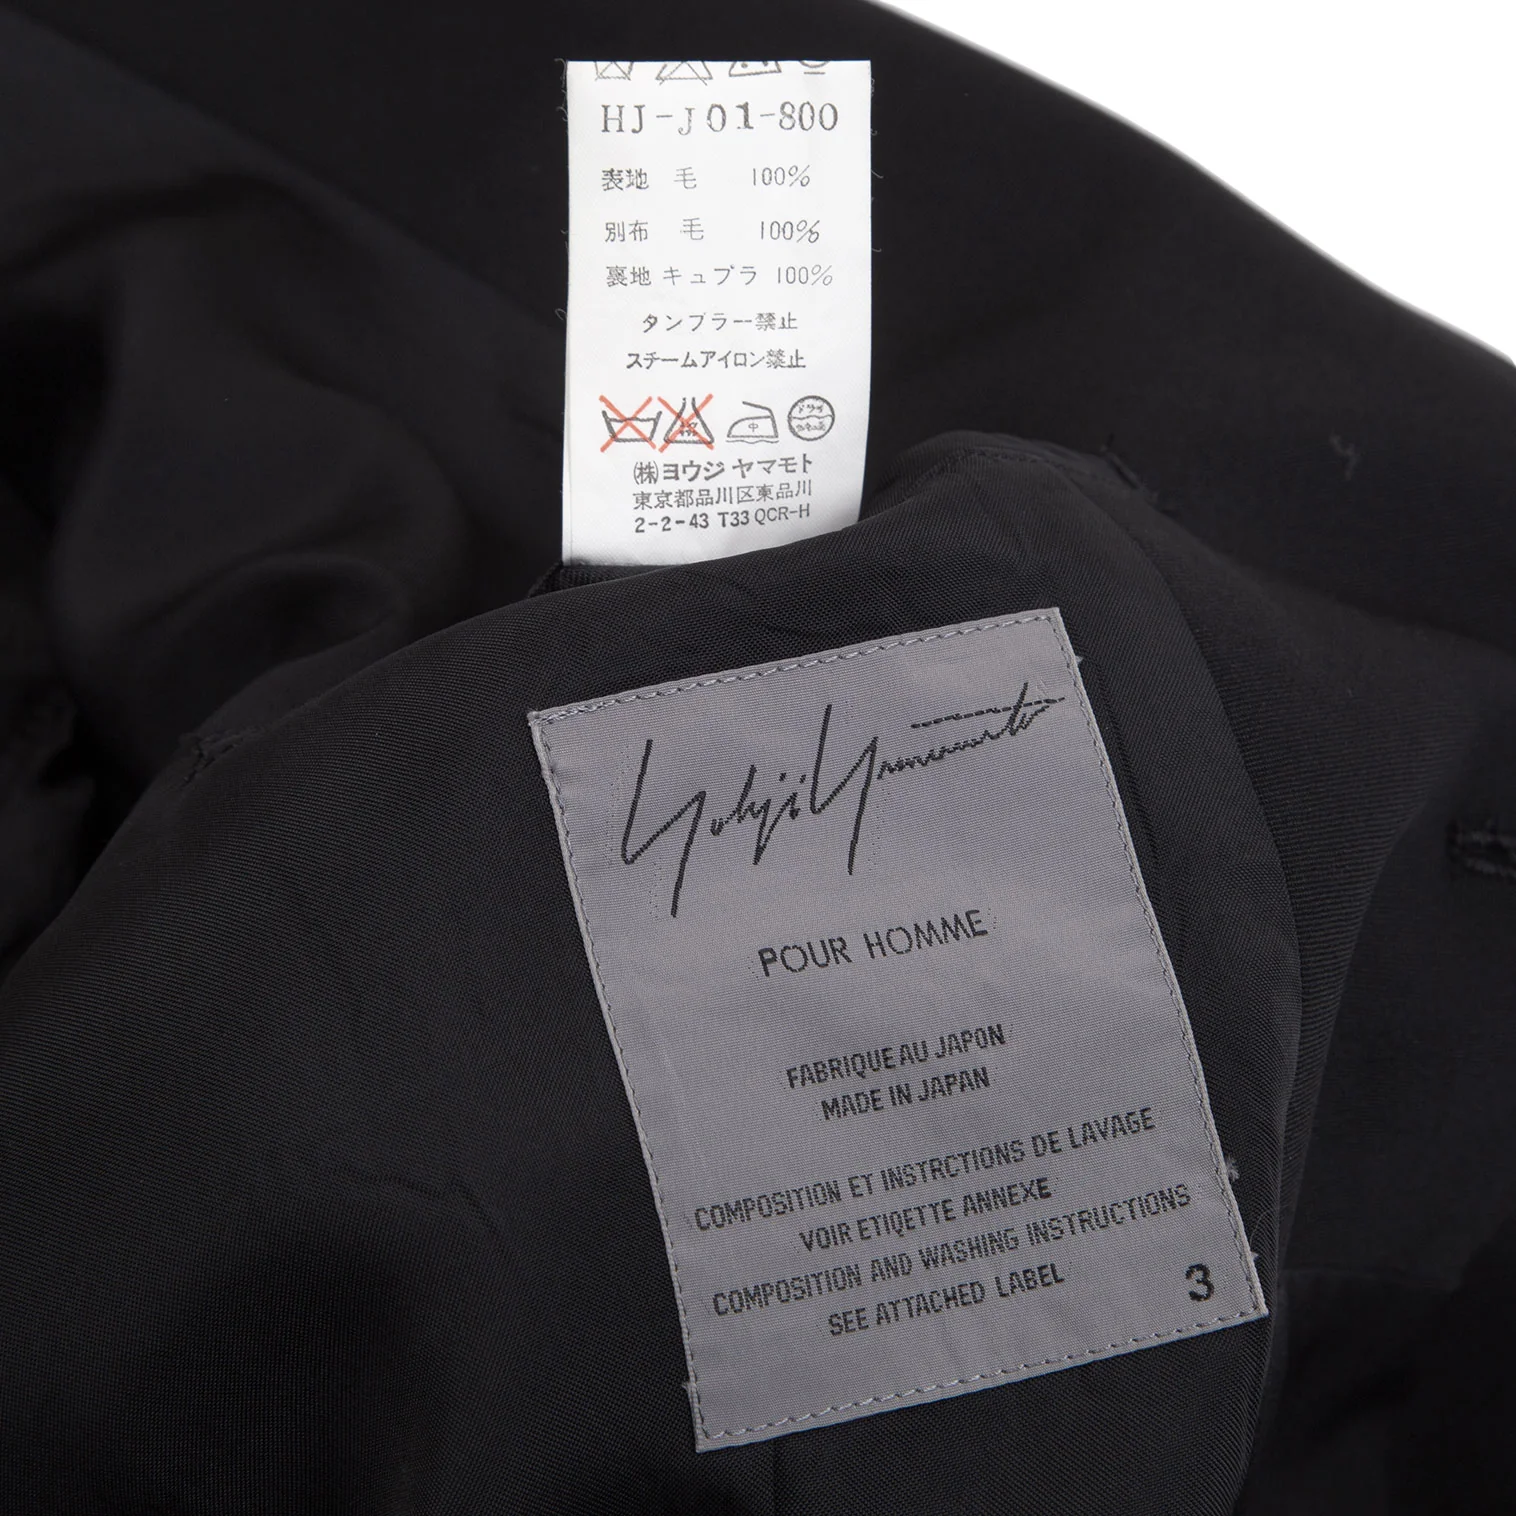 HJ-J01-800
表地 毛 100%
別布 毛 100%
裏地 キュプラ 100%
タンブラー禁止
スチームアイロン禁止
中 ドライ
(株)ヨウジ ヤマモト
東京都品川区東品川
2-2-43 T33 QCR-H
Yohji Yamamoto
POUR HOMME
FABRIQUE AU JAPON
MADE IN JAPAN
COMPOSITION ET INSTRCTIONS DE LAVAGE
VOIR ETIQETTE ANNEXE
COMPOSITION AND WASHING INSTRUCTIONS
SEE ATTACHED LABEL
3